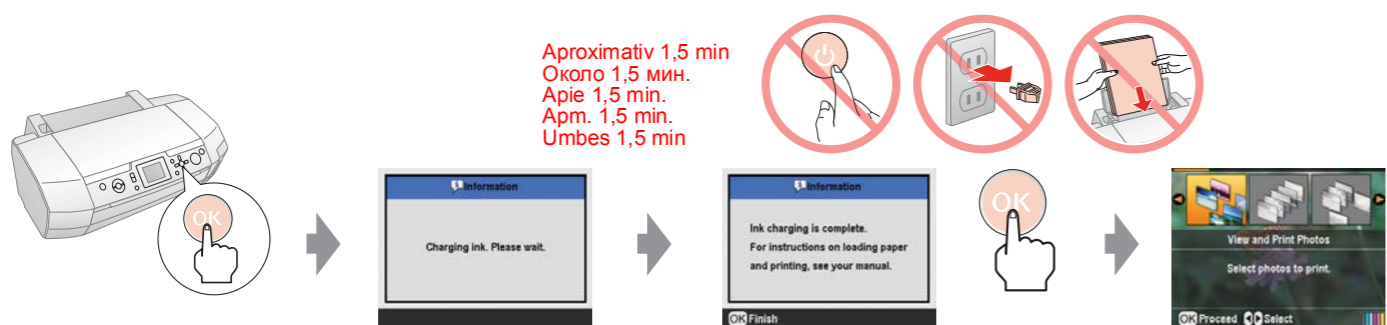 Aproximativ 1,5 min
Около 1,5 мин.
Apie 1,5 min.
Apm. 1,5 min.
Umbes 1,5 min
OK
Information
Charging ink. Please wait.
Information
Ink charging is complete.
For instructions on loading paper
and printing, see your manual.
OK Finish
OK
View and Print Photos
Select photos to print.
OK Proceed Select